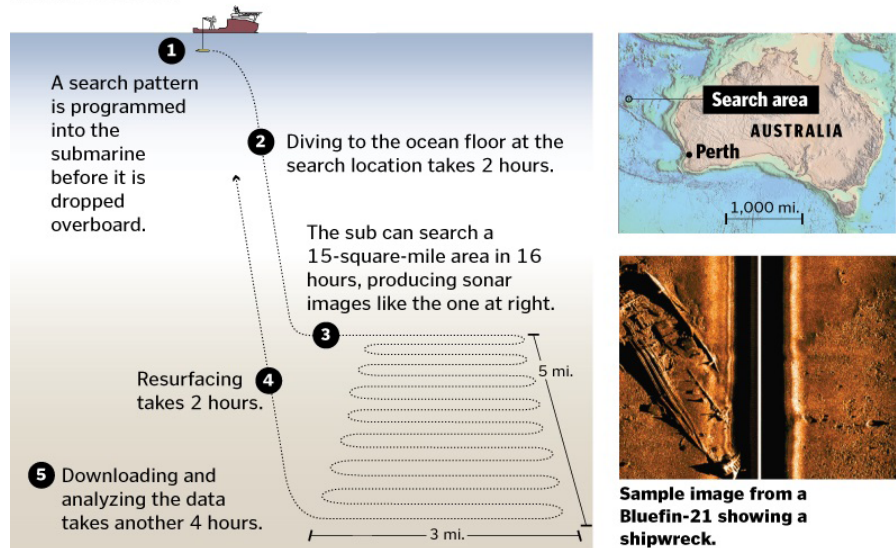 1
A search pattern
is programmed
into the
submarine
before it is
dropped
overboard.
2
Diving to the ocean floor at the
search location takes 2 hours.
3
The sub can search a
15-square-mile area in 16
hours, producing sonar
images like the one at right.
5 mi.
3 mi.
4
Resurfacing
takes 2 hours.
5
Downloading and
analyzing the data
takes another 4 hours.
Search area
AUSTRALIA
Perth
1,000 mi.
Sample image from a
Bluefin-21 showing a
shipwreck.